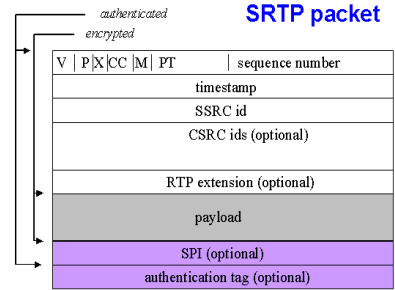 authenticated
SRTP packet
encrypted
V | P | X | CC | M | PT | sequence number
timestamp
SSRC id
CSRC ids (optional)
RTP extension (optional)
payload
SPI (optional)
authentication tag (optional)